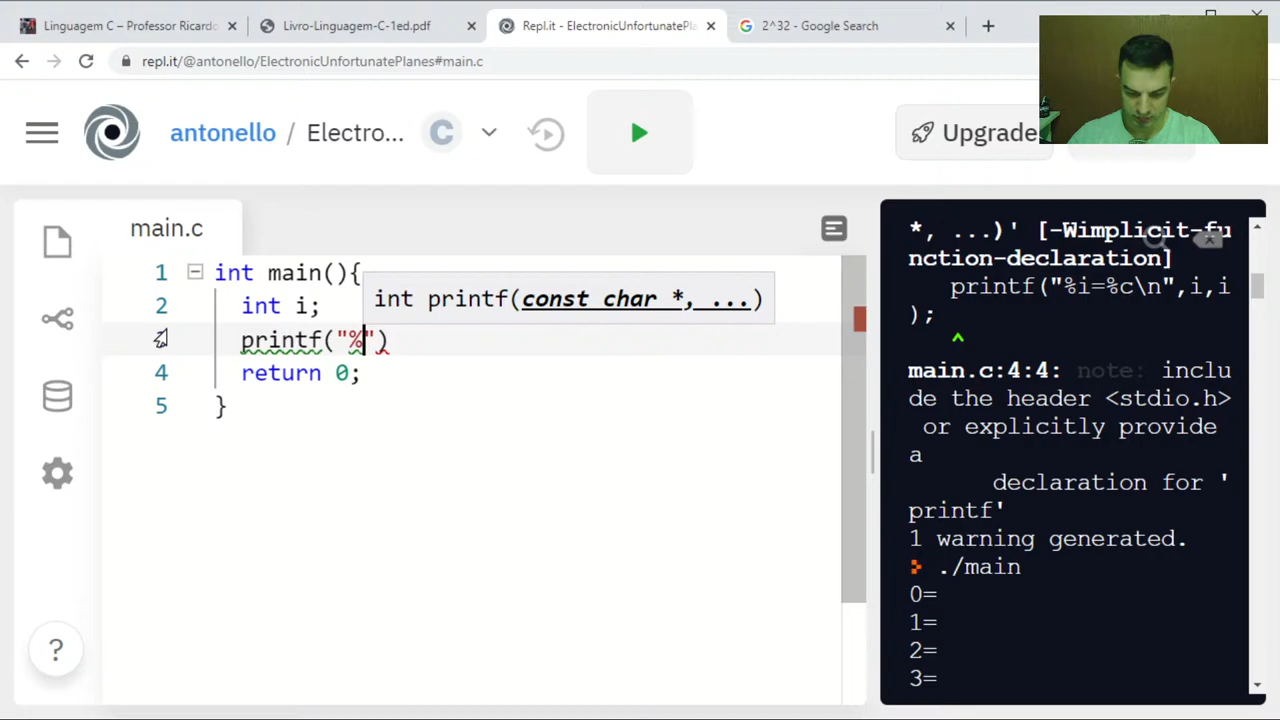 Linguagem C – Professor Ricardo
Livro-Linguagem-C-1ed.pdf
Repl.it - ElectronicUnfortunatePla
2^32 - Google Search
repl.it/@antonello/ElectronicUnfortunatePlanes#main.c
antonello / Electro... C
Upgrade
main.c
1 int main(){
int printf(const char *, ...)
2 int i;
3 printf("%")
4 return 0;
5 }
*, ...)' [-Wimplicit-fu
nction-declaration]
printf("%i=%c\n",i,i
);
^
main.c:4:4: note: inclu
de the header <stdio.h>
or explicitly provide
a
declaration for '
printf'
1 warning generated.
./main
0=
1=
2=
3=
?